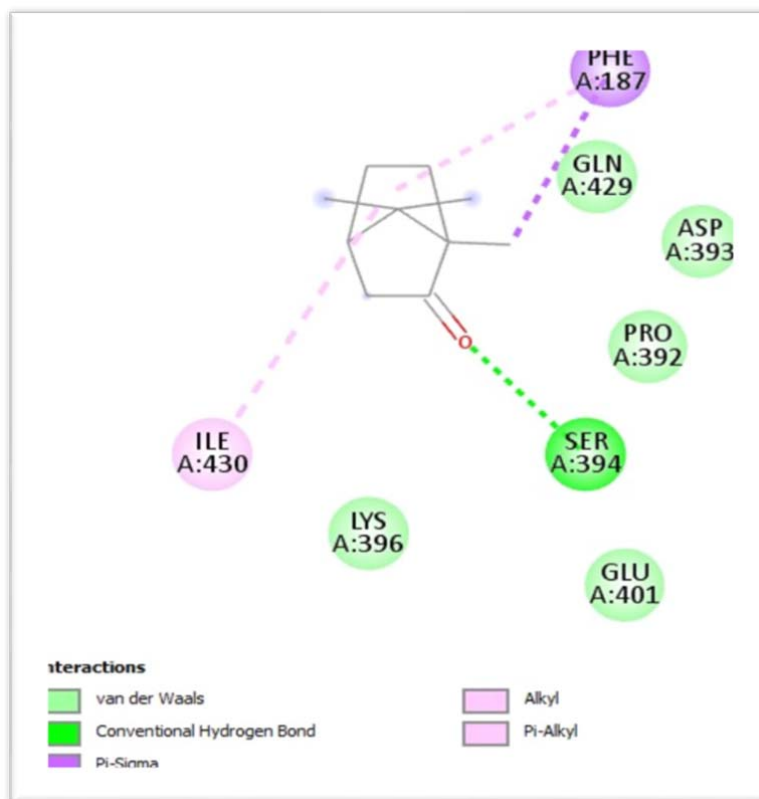 PHE
A:187
GLN
A:429
ASP
A:393
PRO
A:392
O
ILE
A:430
SER
A:394
LYS
A:396
GLU
A:401
nteractions
van der Waals
Alkyl
Conventional Hydrogen Bond
Pi-Alkyl
Pi-Sigma